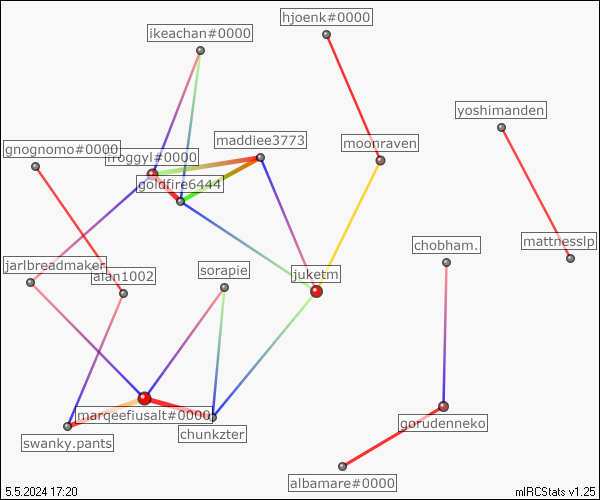 hjoenk#0000
ikeachan#0000
yoshimanden
maddiee3773
moonraven
gnognomo#0000
froggyl#0000
goldfire6444
mattnesslp
chobham.
jarlbreadmaker
sorapie
juketm
alan1002
marqeefiusalt#0000
gorudenneko
chunkzter
swanky.pants
albamare#0000
5.5.2024 17:20
mIRCStats v1.25